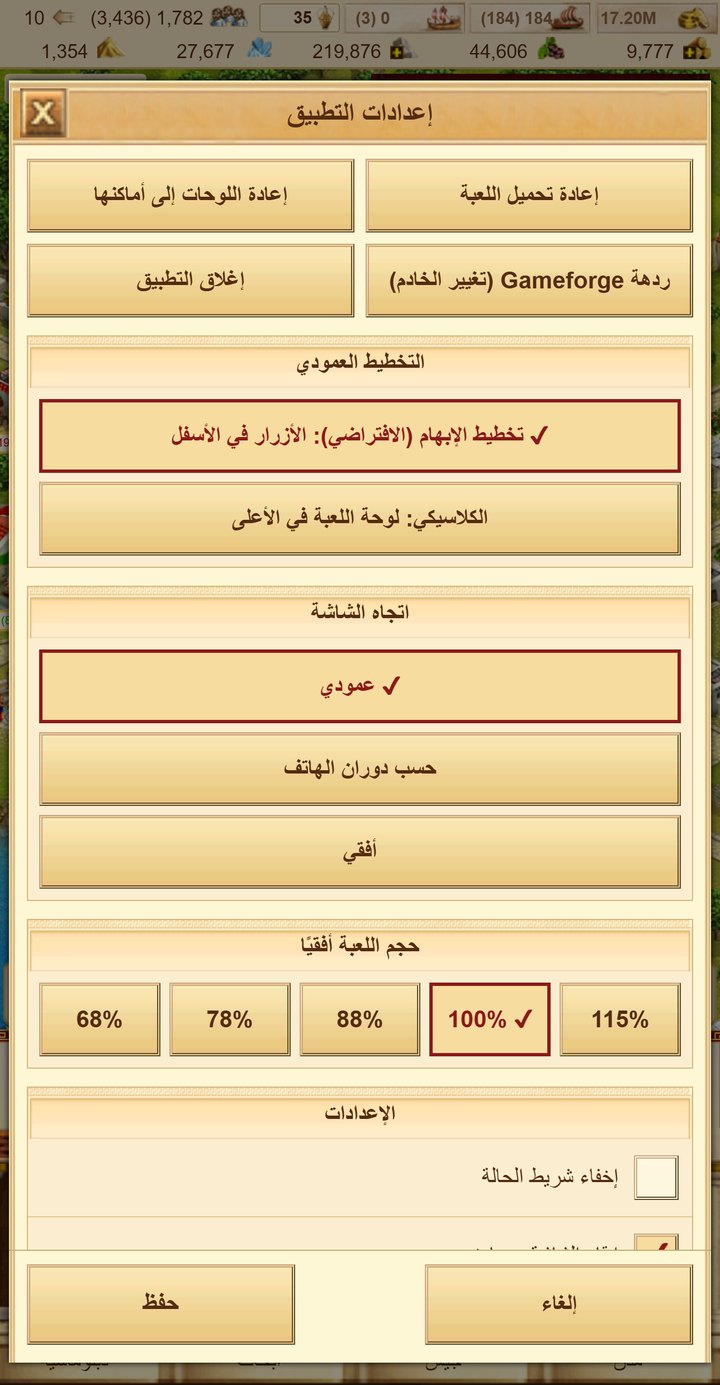 10 (3,436) 1,782 35 (3) 0 (184) 184 17.20M
1,354 27,677 219,876 44,606 9,777
إعدادات التطبيق
إعادة تحميل اللعبة
إعادة اللوحات إلى أماكنها
ردهة Gameforge (تغيير الخادم)
إغلاق التطبيق
التخطيط العمودي
✓ تخطيط الإبهام (الافتراضي): الأزرار في الأسفل
الكلاسيكي: لوحة اللعبة في الأعلى
اتجاه الشاشة
✓ عمودي
حسب دوران الهاتف
أفقي
حجم اللعبة أفقيًا
68% 78% 88% 100% ✓ 115%
الإعدادات
إخفاء شريط الحالة
إلغاء
حفظ